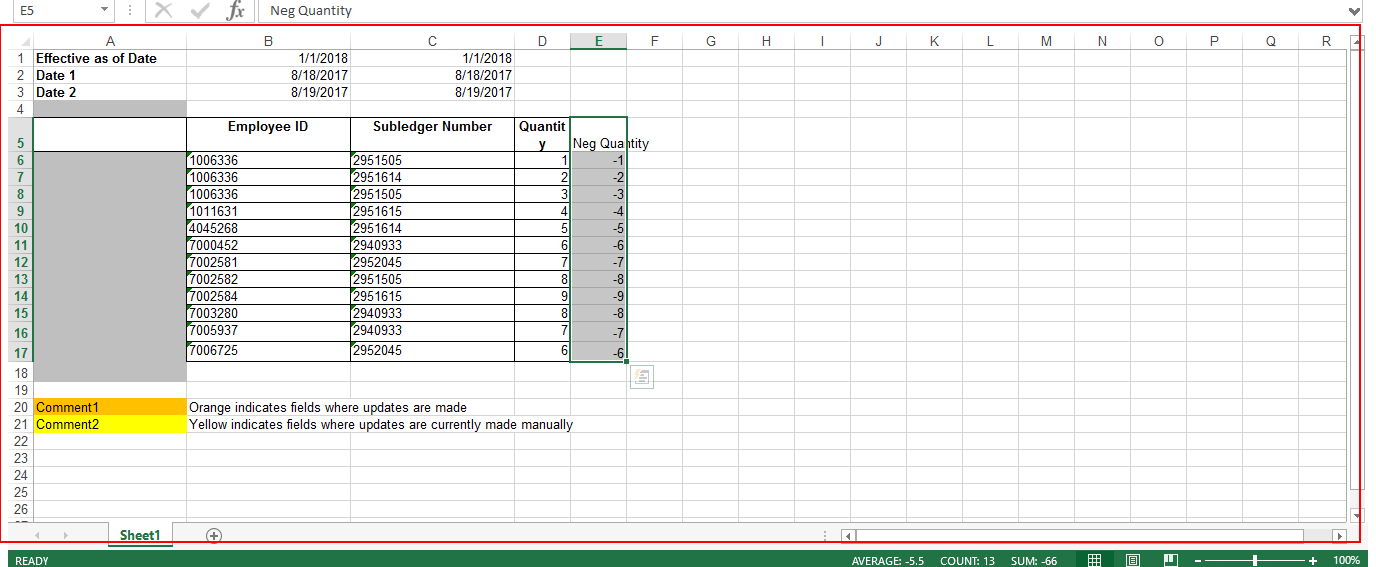 E5 fx Neg Quantity
A B C D E F G H I J K L M N O P Q R
1 Effective as of Date 1/1/2018 1/1/2018
2 Date 1 8/18/2017 8/18/2017
3 Date 2 8/19/2017 8/19/2017
4
Employee ID Subledger Number Quantit
5 y Neg Quantity
6 1006336 2951505 1 -1
7 1006336 2951614 2 -2
8 1006336 2951505 3 -3
9 1011631 2951615 4 -4
10 4045268 2951614 5 -5
11 7000452 2940933 6 -6
12 7002581 2952045 7 -7
13 7002582 2951505 8 -8
14 7002584 2951615 9 -9
15 7003280 2940933 8 -8
16 7005937 2940933 7 -7
17 7006725 2952045 6 -6
18
19
20 Comment1 Orange indicates fields where updates are made
21 Comment2 Yellow indicates fields where updates are currently made manually
22
23
24
25
26
Sheet1
READY AVERAGE: -5.5 COUNT: 13 SUM: -66 100%